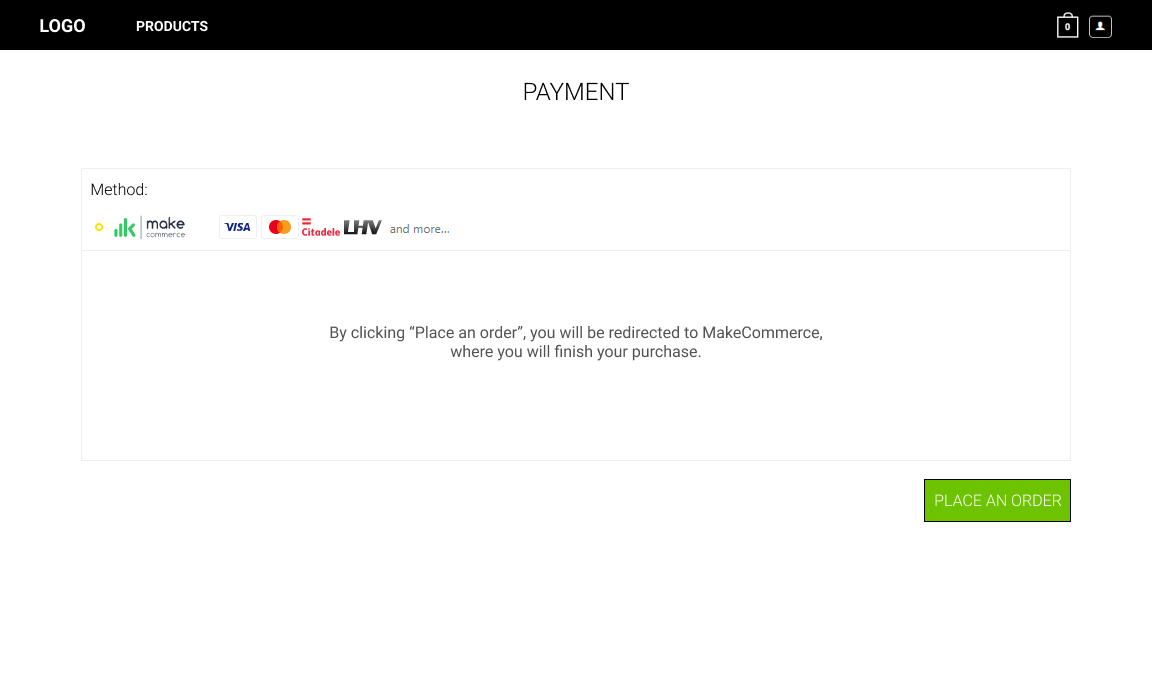 LOGO PRODUCTS 0
PAYMENT
Method:
make commerce VISA Citadele LHV and more...
By clicking “Place an order”, you will be redirected to MakeCommerce,
where you will finish your purchase.
PLACE AN ORDER